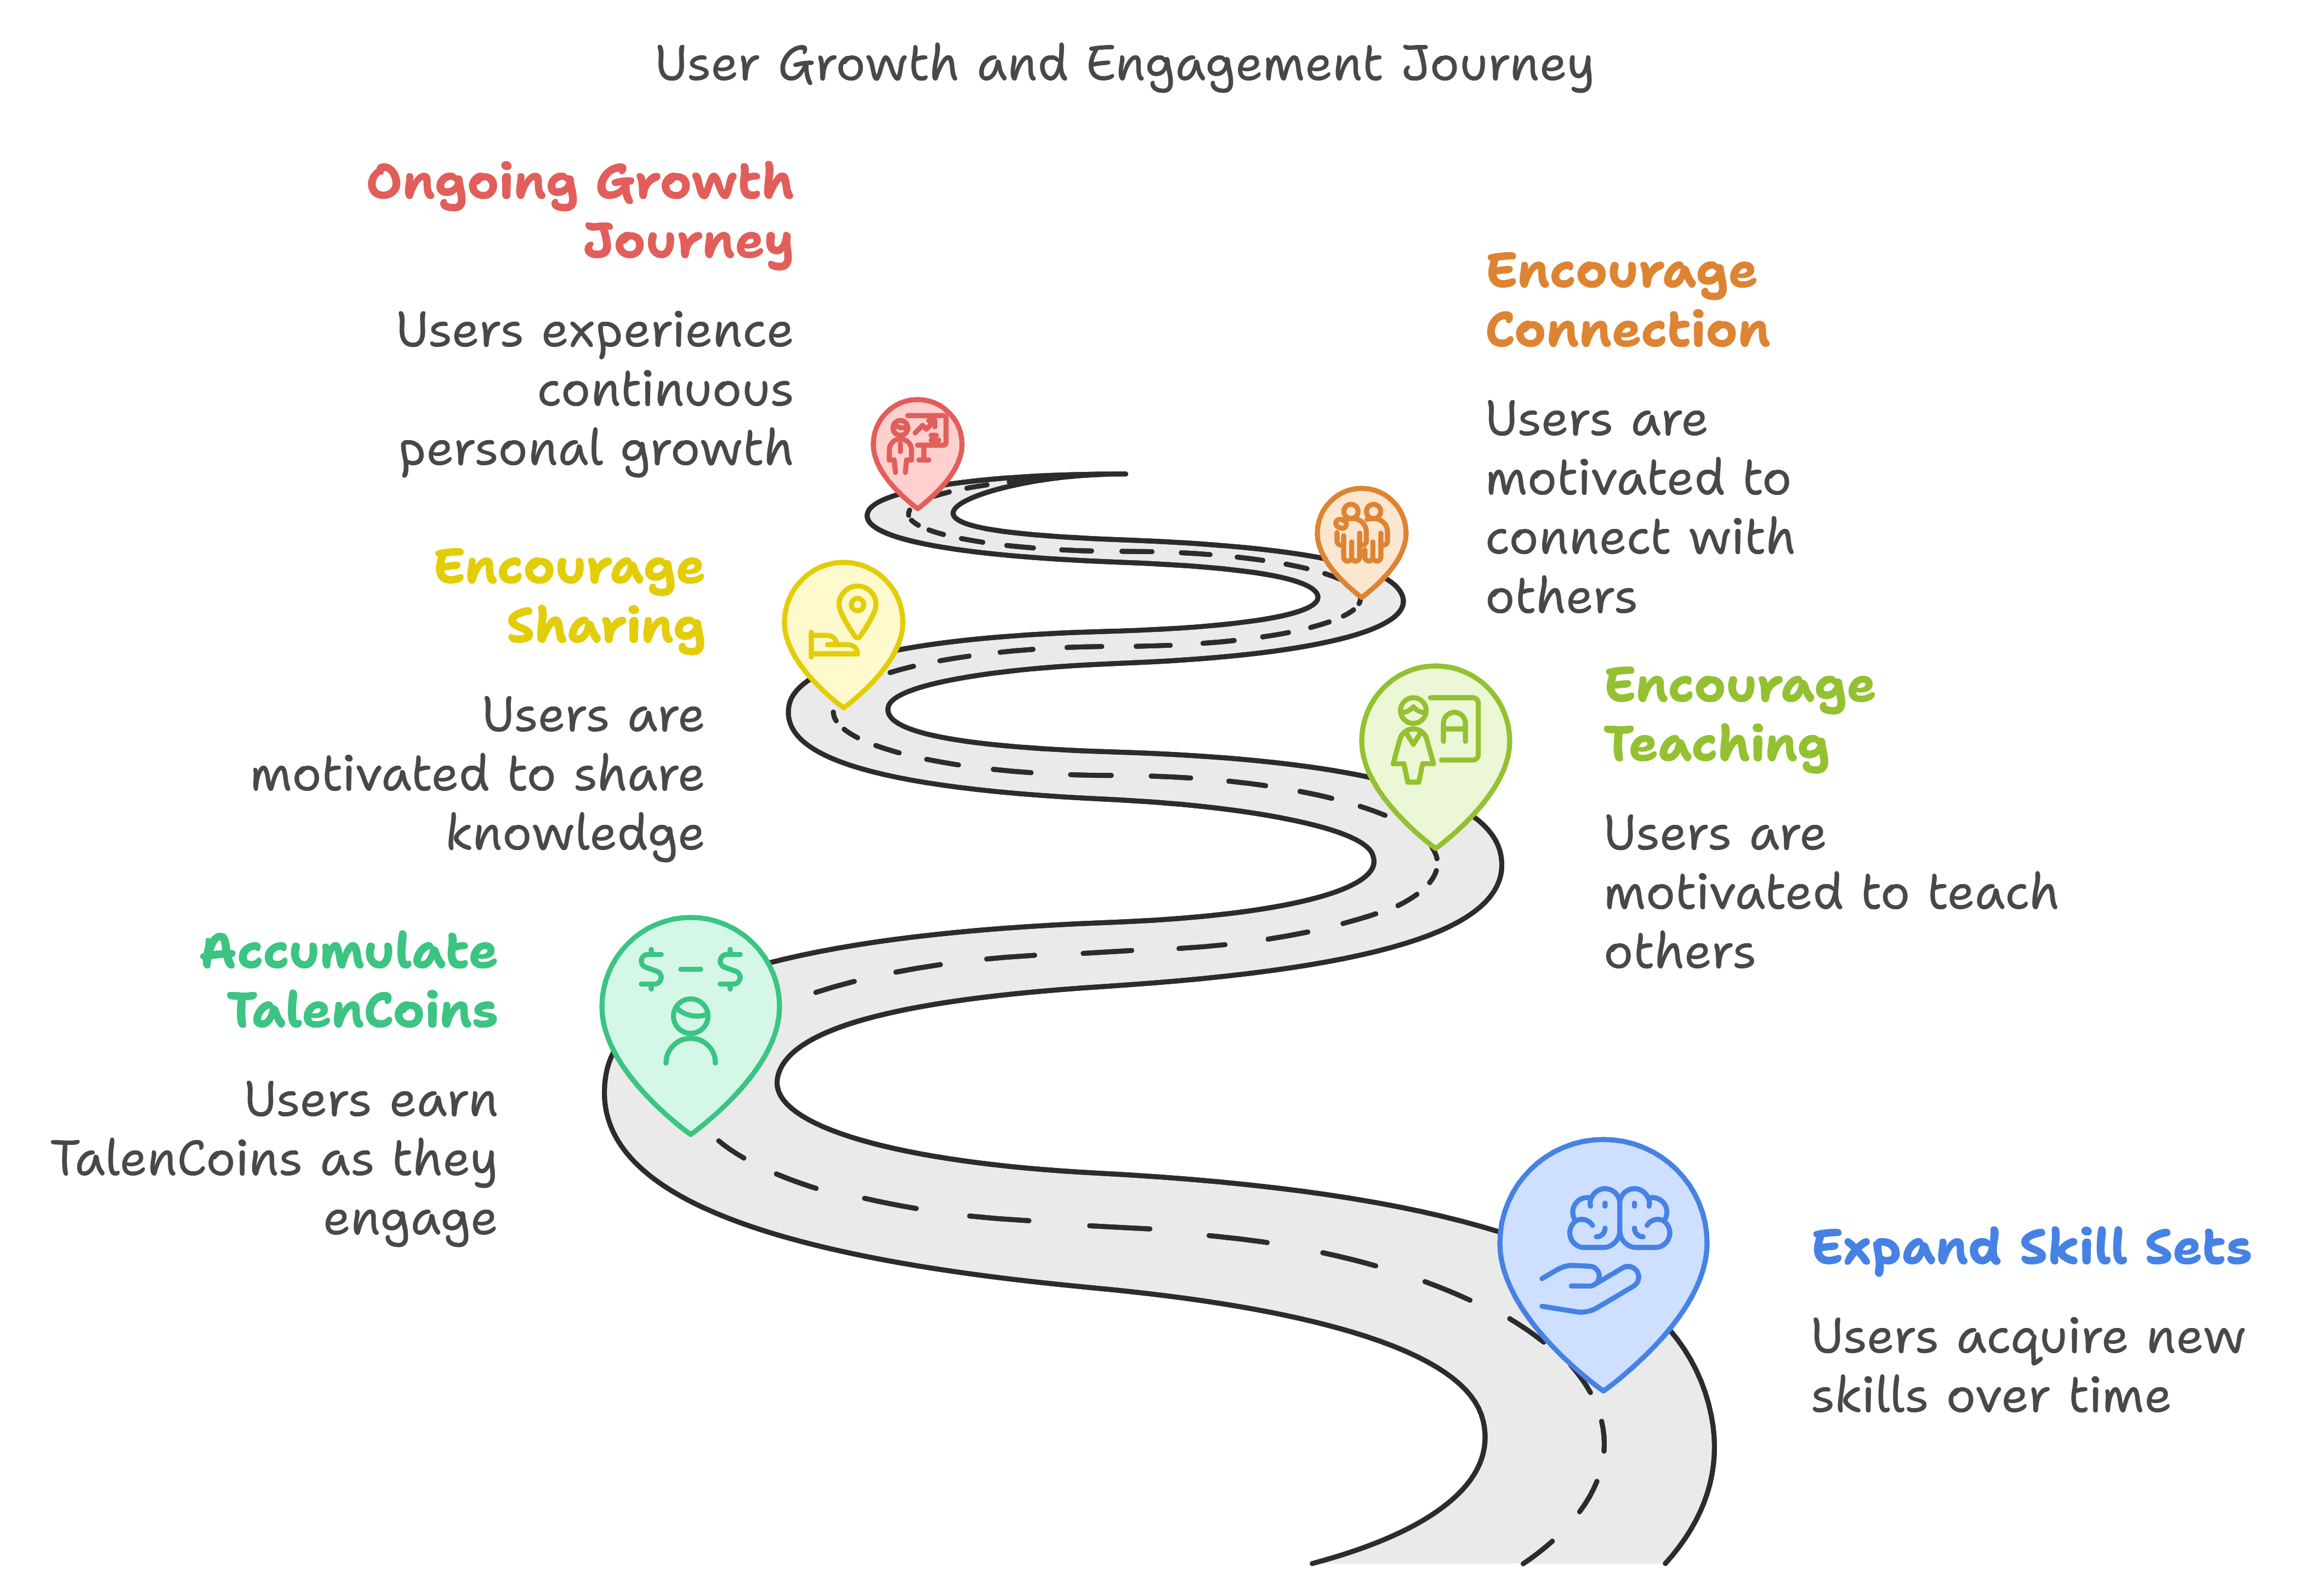 User Growth and Engagement Journey
Ongoing Growth
Journey
Users experience
continuous
personal growth
Encourage
Connection
Users are
motivated to
connect with
others
Encourage
Sharing
Users are
motivated to share
knowledge
Encourage
Teaching
Users are
motivated to teach
others
Accumulate
TalenCoins
Users earn
TalenCoins as they
engage
Expand Skill Sets
Users acquire new
skills over time